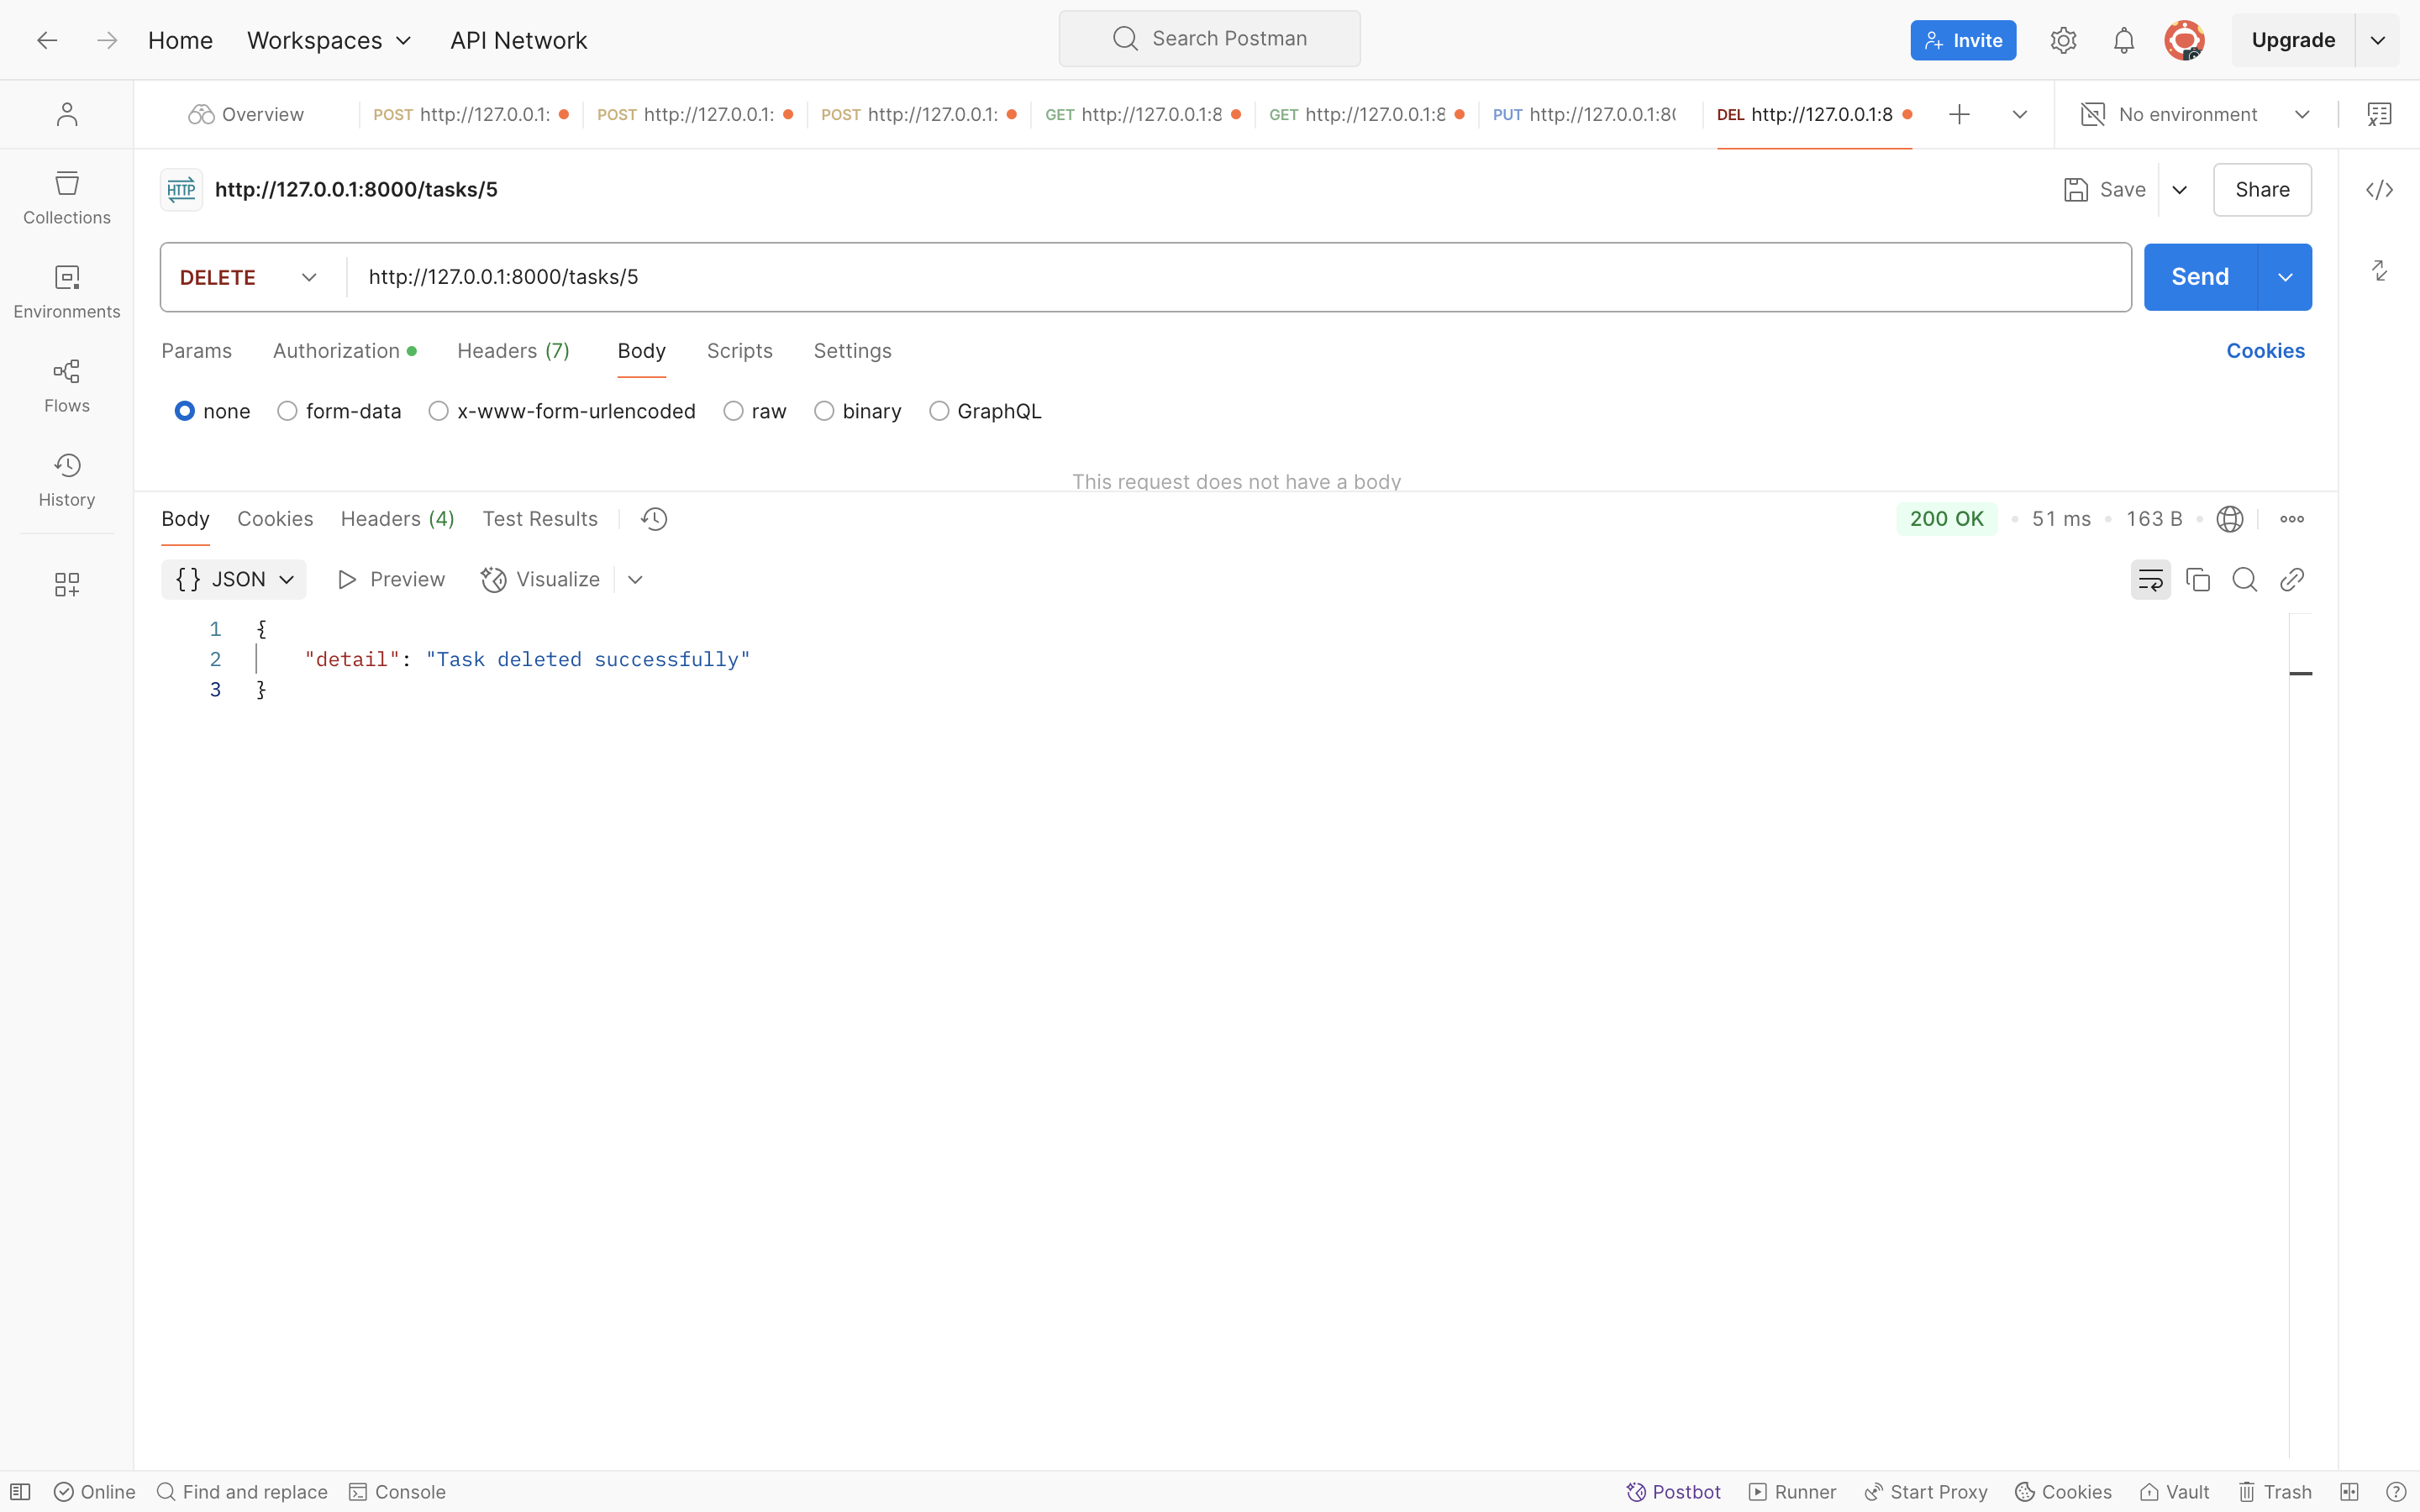 Home Workspaces API Network Search Postman Invite Upgrade
Overview POST http://127.0.0.1: POST http://127.0.0.1: POST http://127.0.0.1: GET http://127.0.0.1:8 GET http://127.0.0.1:8 PUT http://127.0.0.1:80 DEL http://127.0.0.1:8 No environment
Collections
Environments
Flows
History
HTTP http://127.0.0.1:8000/tasks/5 Save Share
DELETE http://127.0.0.1:8000/tasks/5 Send
Params Authorization Headers (7) Body Scripts Settings Cookies
none form-data x-www-form-urlencoded raw binary GraphQL
This request does not have a body
Body Cookies Headers (4) Test Results 200 OK 51 ms 163 B
{} JSON Preview Visualize
1 {
2 "detail": "Task deleted successfully"
3 }
Online Find and replace Console Postbot Runner Start Proxy Cookies Vault Trash